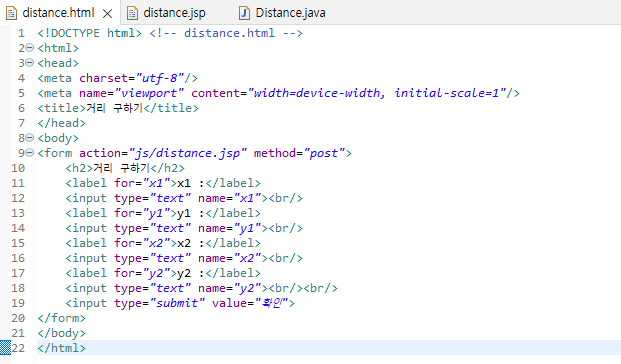 distance.html distance.jsp Distance.java
1 <!DOCTYPE html> <!-- distance.html -->
2 <html>
3 <head>
4 <meta charset="utf-8"/>
5 <meta name="viewport" content="width=device-width, initial-scale=1"/>
6 <title>거리 구하기</title>
7 </head>
8 <body>
9 <form action="js/distance.jsp" method="post">
10     <h2>거리 구하기</h2>
11     <label for="x1">x1 :</label>
12     <input type="text" name="x1"><br/>
13     <label for="y1">y1 :</label>
14     <input type="text" name="y1"><br/>
15     <label for="x2">x2 :</label>
16     <input type="text" name="x2"><br/>
17     <label for="y2">y2 :</label>
18     <input type="text" name="y2"><br/><br/>
19     <input type="submit" value="확인">
20 </form>
21 </body>
22 </html>